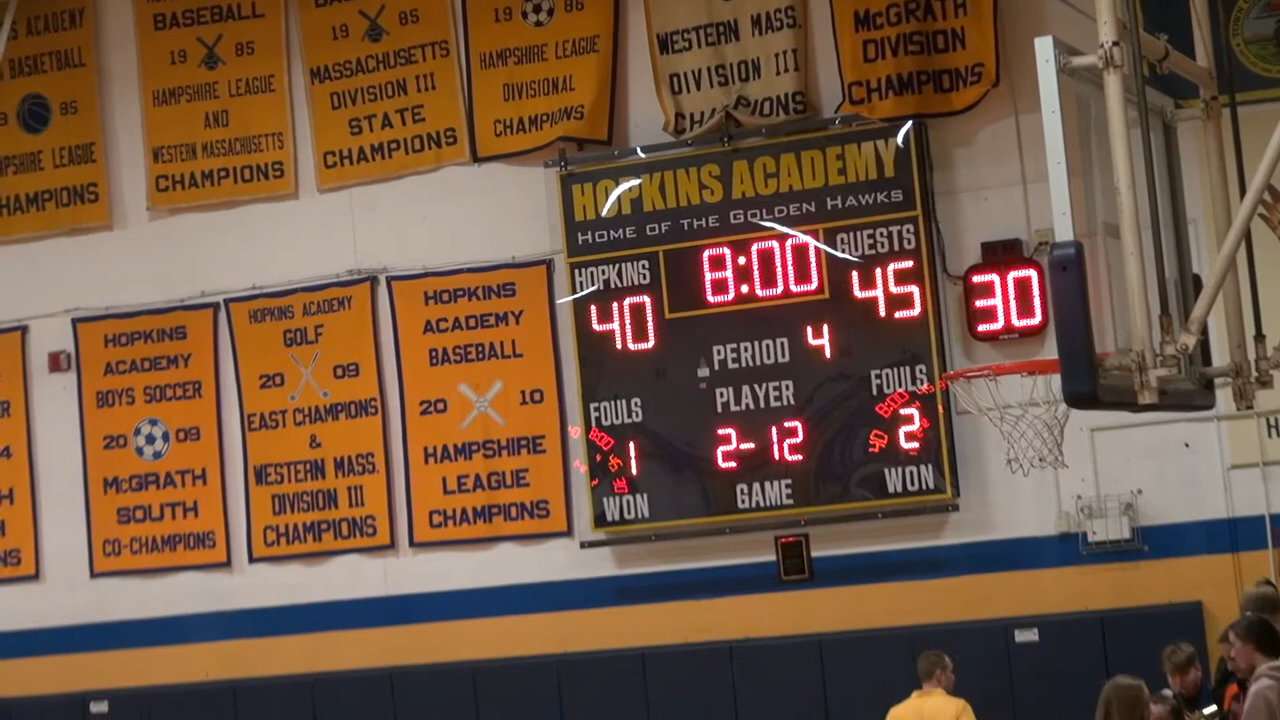 S ACADEMY
BASKETBALL
85
PSHIRE LEAGUE
HAMPIONS
BASEBALL
19 85
HAMPSHIRE LEAGUE
AND
WESTERN MASSACHUSETTS
CHAMPIONS
19 85
MASSACHUSETTS
DIVISION III
STATE
CHAMPIONS
19 86
HAMPSHIRE LEAGUE
DIVISIONAL
CHAMPIONS
WESTERN MASS.
DIVISION III
CHAMPIONS
McGRATH
DIVISION
CHAMPIONS
HOPKINS
ACADEMY
BOYS SOCCER
20 09
McGRATH
SOUTH
CO-CHAMPIONS
HOPKINS ACADEMY
GOLF
20 09
EAST CHAMPIONS
&
WESTERN MASS.
DIVISION III
CHAMPIONS
HOPKINS
ACADEMY
BASEBALL
20 10
HAMPSHIRE
LEAGUE
CHAMPIONS
HOPKINS ACADEMY
HOME OF THE GOLDEN HAWKS
HOPKINS 8:00 GUESTS
40 45
PERIOD 4
PLAYER
FOULS FOULS
1 2-12 2
WON GAME WON
30